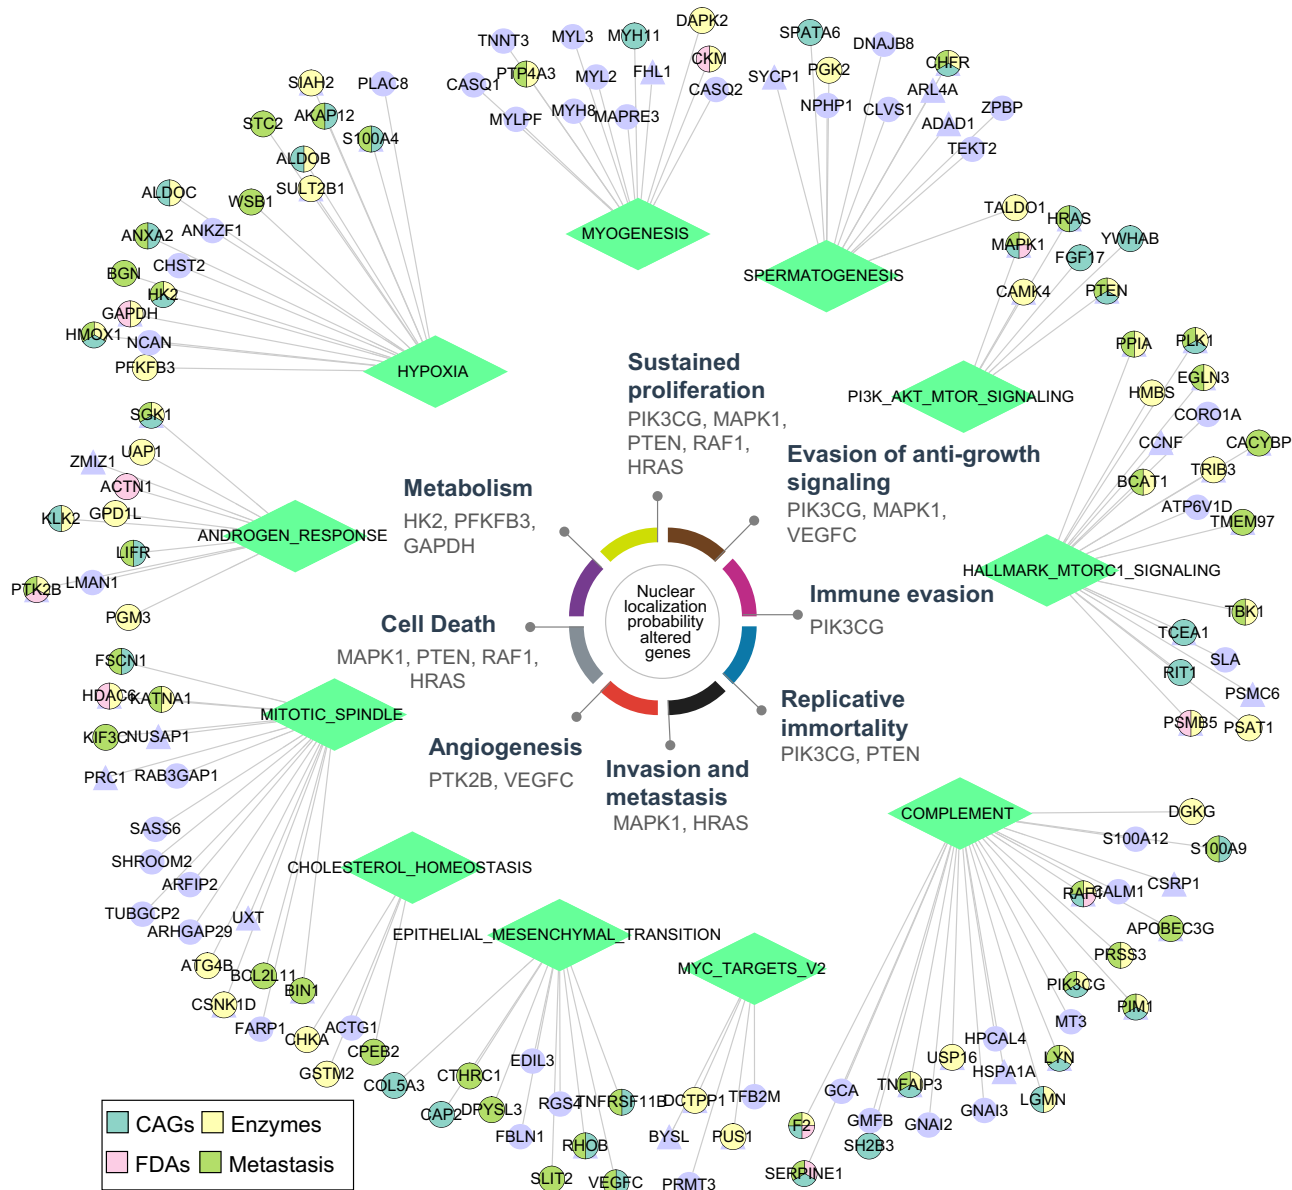 TNNT3
MYL3
MYH11
DAPK2
CASQ1
PTP4A3
MYL2
FHL1
CKM
CASQ2
MYLPF
MYH8
MAPRE3
MYOGENESIS
SPATA6
DNAJB8
SYCP1
PGK2
CHFR
NPHP1
CLVS1
ARL4A
ADAD1
ZPBP
TEKT2
TALDO1
SPERMATOGENESIS
SIAH2
PLAC8
STC2
AKAP12
S100A4
ALDOB
ALDOC
WSB1
SULT2B1
ANXA2
ANKZF1
BGN
CHST2
HK2
GAPDH
HMOX1
NCAN
PFKFB3
HYPOXIA
HRAS
MAPK1
YWHAB
FGF17
CAMK4
PTEN
PI3K_AKT_MTOR_SIGNALING
PPIA
PLK1
EGLN3
HMBS
CORO1A
CCNF
CACYBP
TRIB3
BCAT1
ATP6V1D
TMEM97
HALLMARK_MTORC1_SIGNALING
TBK1
TCEA1
SLA
RIT1
PSMC6
PSMB5
PSAT1
SGK1
UAP1
ZMIZ1
ACTN1
KLK2
GPD1L
ANDROGEN_RESPONSE
LIFR
PTK2B
LMAN1
PGM3
Sustained
proliferation
PIK3CG, MAPK1,
PTEN, RAF1,
HRAS
Evasion of anti-growth
signaling
PIK3CG, MAPK1,
VEGFC
Metabolism
HK2, PFKFB3,
GAPDH
Immune evasion
PIK3CG
Nuclear
localization
probability
altered
genes
Cell Death
MAPK1, PTEN, RAF1,
HRAS
Replicative
immortality
PIK3CG, PTEN
Angiogenesis
PTK2B, VEGFC
Invasion and
metastasis
MAPK1, HRAS
FSCN1
HDAC6
KATNA1
MITOTIC_SPINDLE
KIF3C
NUSAP1
PRC1
RAB3GAP1
SASS6
SHROOM2
ARFIP2
TUBGCP2
ARHGAP29
UXT
ATG4B
BCL2L11
BIN1
CSNK1D
FARP1
CHOLESTEROL_HOMEOSTASIS
CHKA
ACTG1
GSTM2
CPEB2
EPITHELIAL_MESENCHYMAL_TRANSITION
COL5A3
CTHRC1
EDIL3
CAP2
DPYSL3
RGS4
TNFRSF11B
FBLN1
RHOB
SLIT2
VEGFC
MYC_TARGETS_V2
DCTPP1
TFB2M
BYSL
PUS1
PRMT3
COMPLEMENT
DGKG
S100A12
S100A9
RAF1
CALM1
CSRP1
APOBEC3G
PRSS3
PIK3CG
PIM1
MT3
HPCAL4
USP16
HSPA1A
LYN
GCA
TNFAIP3
GNAI3
LGMN
F2
GMFB
GNAI2
SH2B3
SERPINE1
CAGs
Enzymes
FDAs
Metastasis